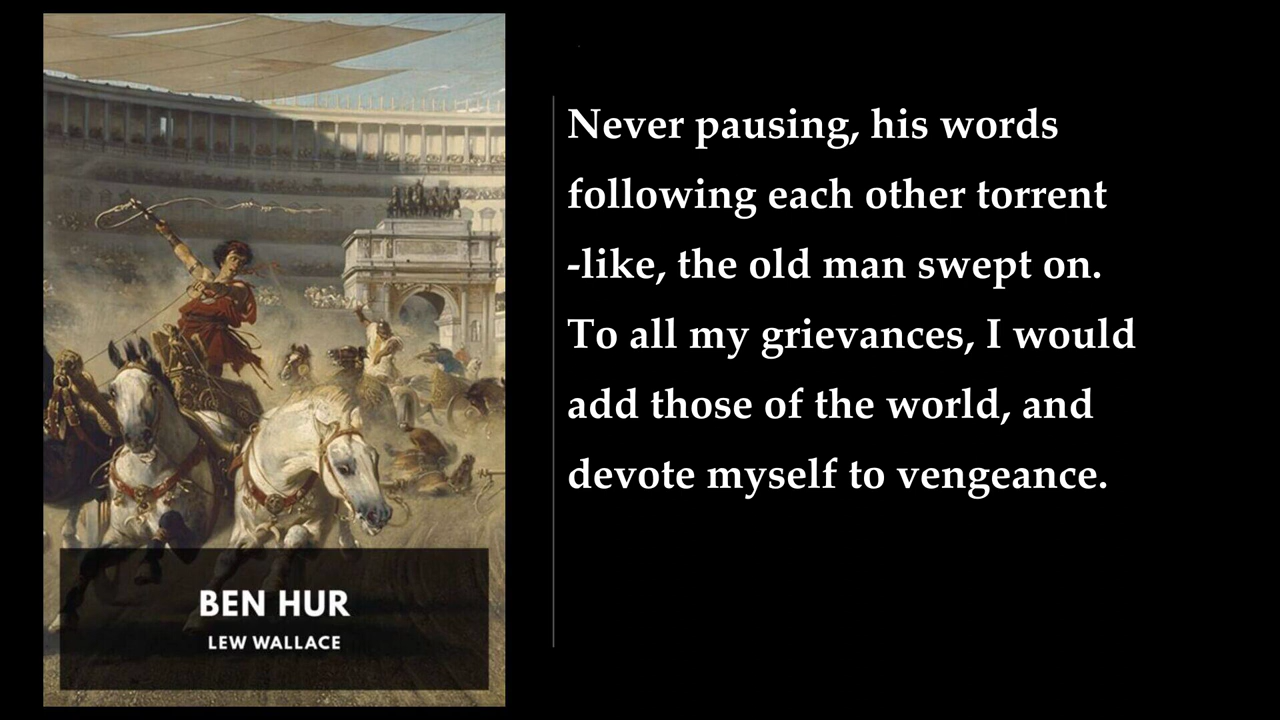 BEN HUR
LEW WALLACE
Never pausing, his words
following each other torrent
-like, the old man swept on.
To all my grievances, I would
add those of the world, and
devote myself to vengeance.